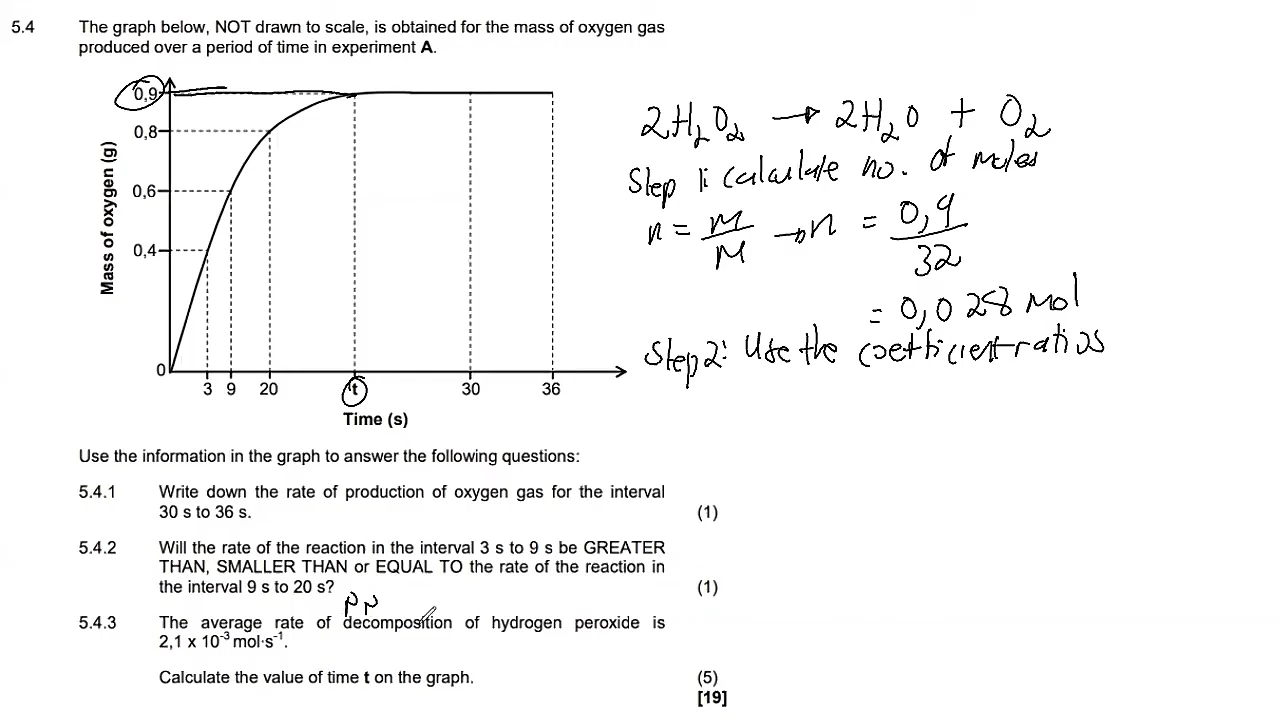 5.4 The graph below, NOT drawn to scale, is obtained for the mass of oxygen gas
produced over a period of time in experiment A.
0,9
0,8
0,6
0,4
0
Mass of oxygen (g)
3 9 20 t 30 36
Time (s)
2H₂O₂ → 2H₂O + O₂
Step 1: Calculate no. of moles
n = m/M → n = 0,9/32
= 0,028 mol
Step 2: Use the coefficient ratios
Use the information in the graph to answer the following questions:
5.4.1 Write down the rate of production of oxygen gas for the interval
30 s to 36 s. (1)
5.4.2 Will the rate of the reaction in the interval 3 s to 9 s be GREATER
THAN, SMALLER THAN or EQUAL TO the rate of the reaction in
the interval 9 s to 20 s? (1)
5.4.3 The average rate of decomposition of hydrogen peroxide is
2,1 x 10⁻³ mol·s⁻¹.
Calculate the value of time t on the graph. (5)
[19]